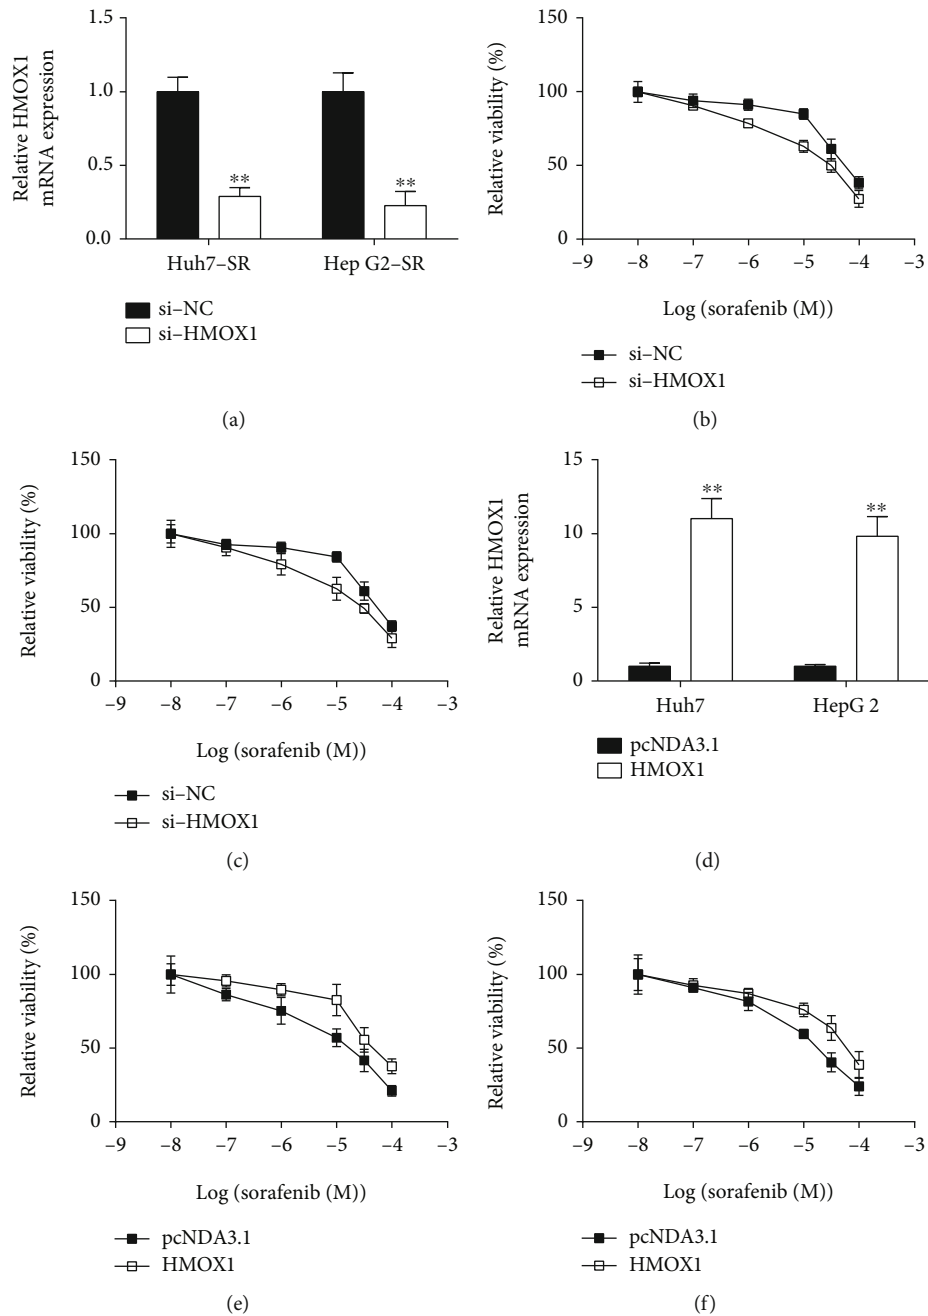 Relative HMOX1
mRNA expression
1.5
1.0
0.5
0.0
** **
Huh7–SR Hep G2–SR
si–NC
si–HMOX1
(a)
Relative viability (%)
150
100
50
0
–9 –8 –7 –6 –5 –4 –3
Log (sorafenib (M))
si–NC
si–HMOX1
(b)
Relative viability (%)
150
100
50
0
–9 –8 –7 –6 –5 –4 –3
Log (sorafenib (M))
si–NC
si–HMOX1
(c)
Relative HMOX1
mRNA expression
15
10
5
0
** **
Huh7 HepG 2
pcNDA3.1
HMOX1
(d)
Relative viability (%)
150
100
50
0
–9 –8 –7 –6 –5 –4 –3
Log (sorafenib (M))
pcNDA3.1
HMOX1
(e)
Relative viability (%)
150
100
50
0
–9 –8 –7 –6 –5 –4 –3
Log (sorafenib (M))
pcNDA3.1
HMOX1
(f)